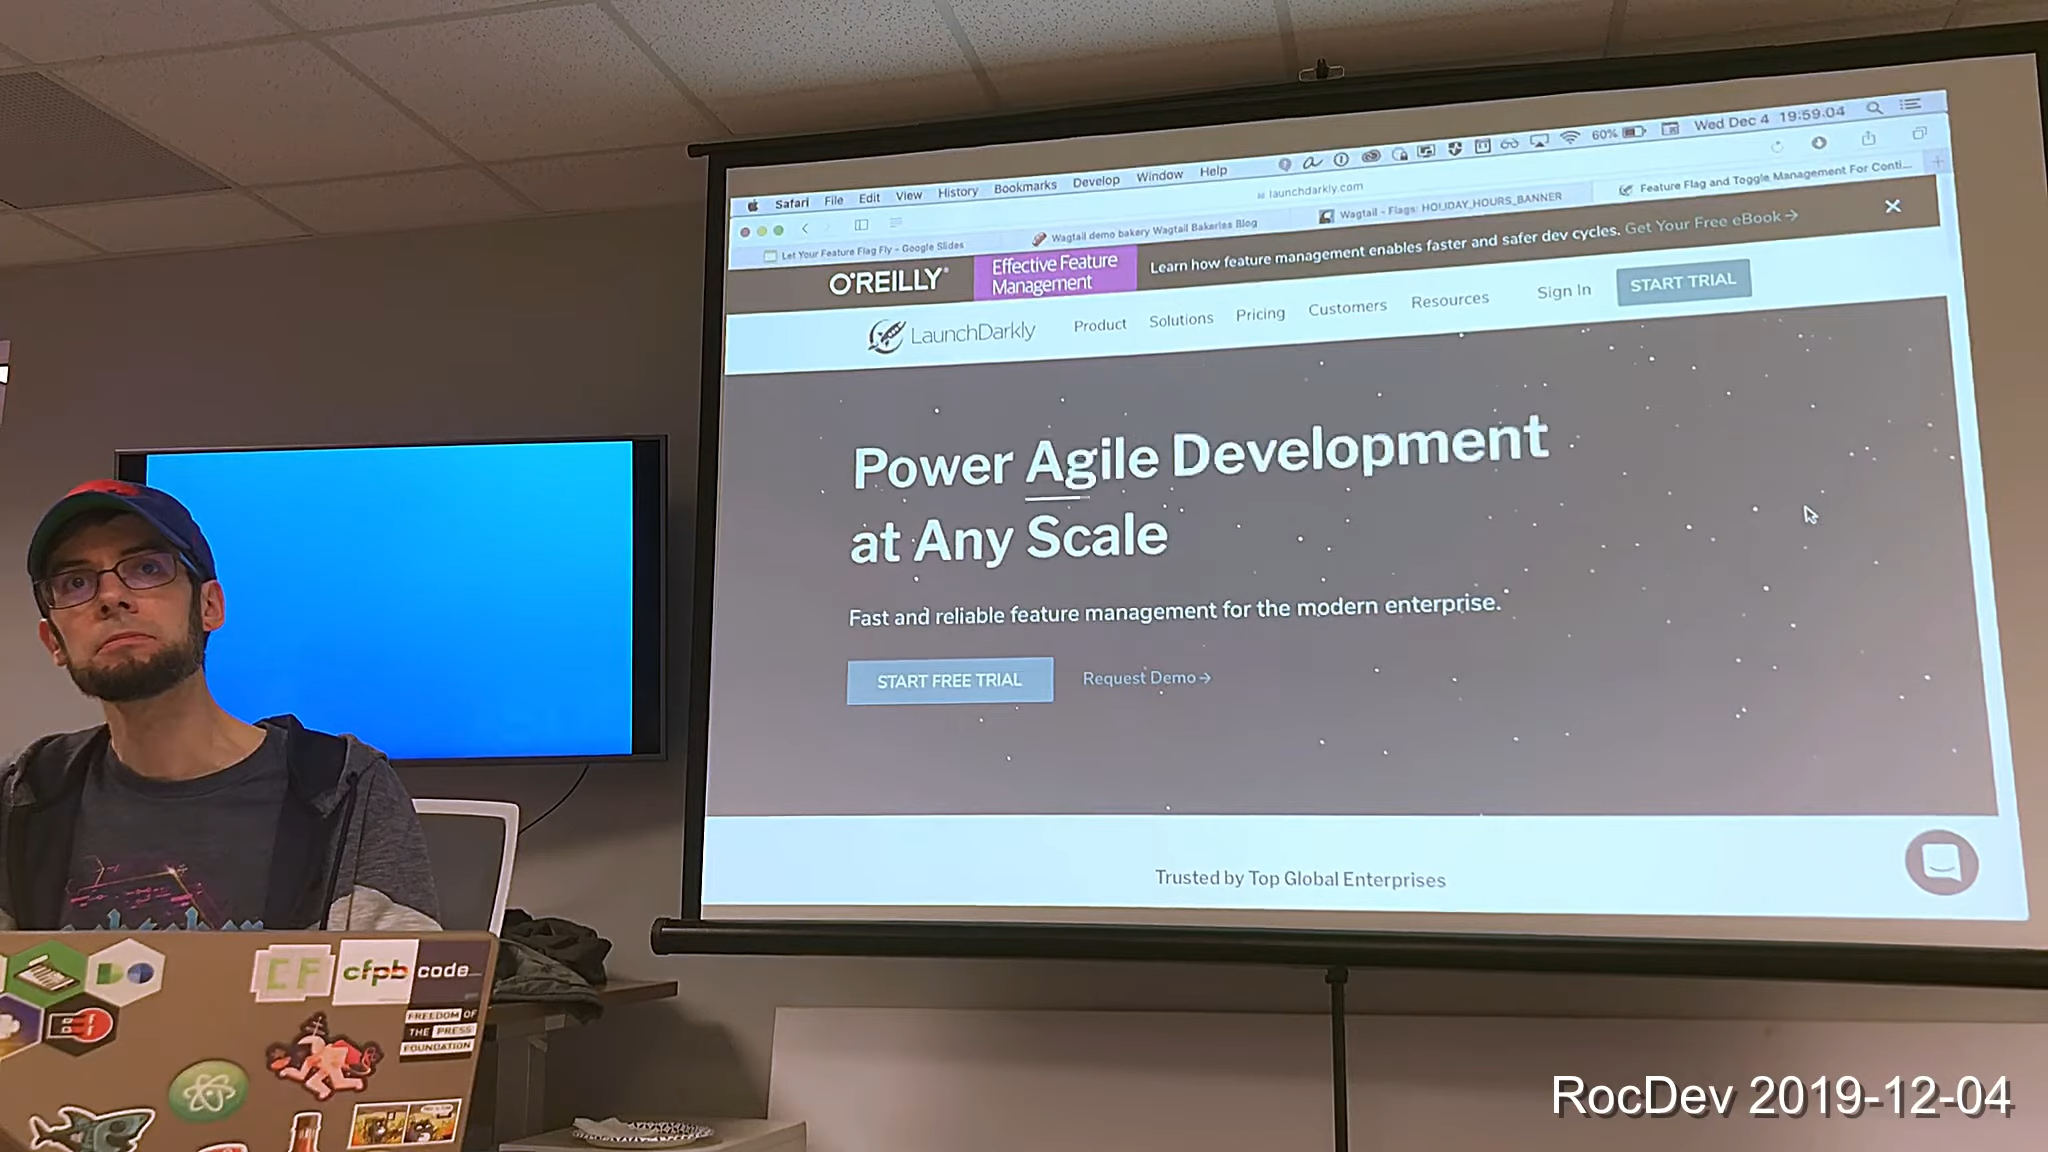 Safari File Edit View History Bookmarks Develop Window Help 60% Wed Dec 4 19:59.04
launchdarkly.com
Let Your Feature Flag Fly - Google Slides Wagtail demo bakery Wagtail Bakeries Blog Wagtail - Flags: HOLIDAY_HOURS_BANNER Feature Flag and Toggle Management For Conti...
O'REILLY® Effective Feature Management Learn how feature management enables faster and safer dev cycles. Get Your Free eBook →
LaunchDarkly Product Solutions Pricing Customers Resources Sign In START TRIAL
Power Agile Development
at Any Scale
Fast and reliable feature management for the modern enterprise.
START FREE TRIAL Request Demo →
Trusted by Top Global Enterprises
CF cfpb code_
FREEDOM OF
THE PRESS
FOUNDATION
RocDev 2019-12-04